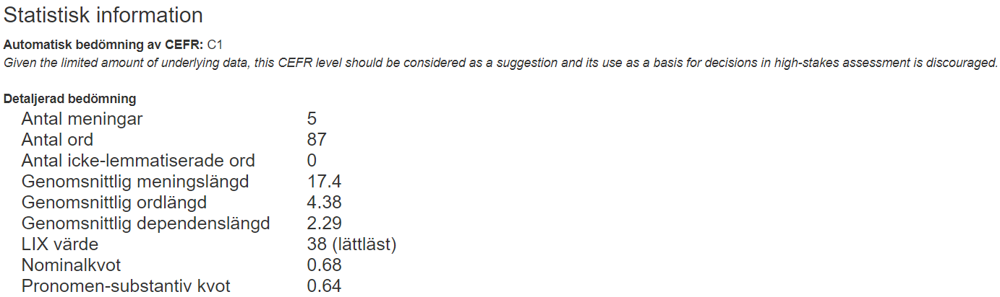 Statistisk information
Automatisk bedömning av CEFR: C1
Given the limited amount of underlying data, this CEFR level should be considered as a suggestion and its use as a basis for decisions in high-stakes assessment is discouraged.
Detaljerad bedömning
Antal meningar 5
Antal ord 87
Antal icke-lemmatiserade ord 0
Genomsnittlig meningslängd 17.4
Genomsnittlig ordlängd 4.38
Genomsnittlig dependenslängd 2.29
LIX värde 38 (lättläst)
Nominalkvot 0.68
Pronomen-substantiv kvot 0.64